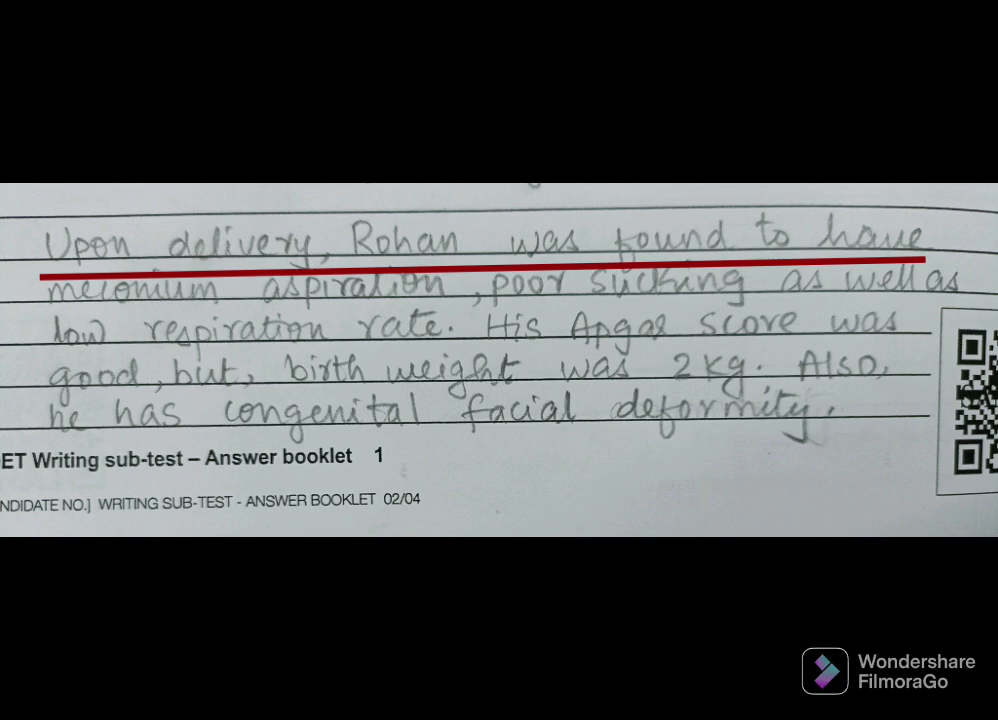 Upon delivery, Rohan was found to have
meconium aspiration, poor sucking as well as
low respiration rate. His Apgar score was
good, but, birth weight was 2 kg. Also,
he has congenital facial deformity.
ET Writing sub-test – Answer booklet 1
NDIDATE NO.] WRITING SUB-TEST - ANSWER BOOKLET 02/04
Wondershare
FilmoraGo